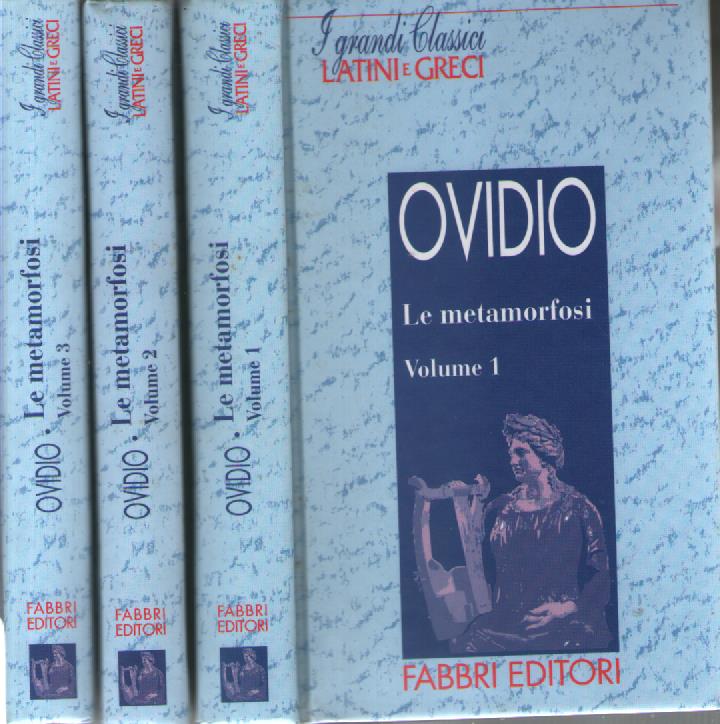 I grandi Classici
LATINI E GRECI
OVIDIO • Le metamorfosi
Volume 3
FABBRI
EDITORI
I grandi Classici
LATINI E GRECI
OVIDIO • Le metamorfosi
Volume 2
FABBRI
EDITORI
I grandi Classici
LATINI E GRECI
OVIDIO • Le metamorfosi
Volume 1
FABBRI
EDITORI
I grandi Classici
LATINI E GRECI
OVIDIO
Le metamorfosi
Volume 1
FABBRI EDITORI